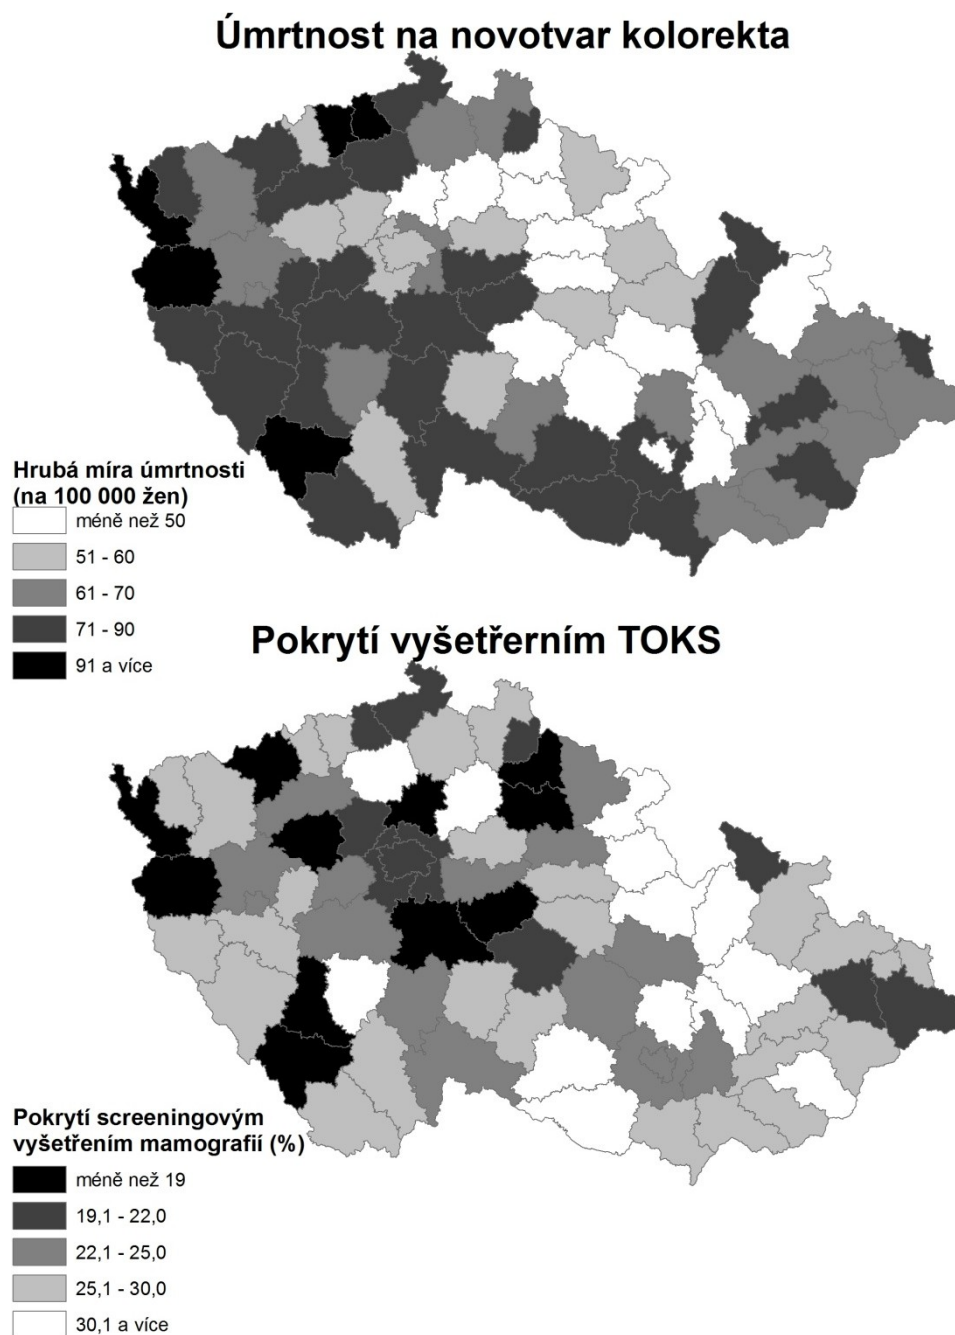 Úmrtnost na novotvar kolorekta
Hrubá míra úmrtnosti
(na 100 000 žen)
méně než 50
51 - 60
61 - 70
71 - 90
91 a více
Pokrytí vyšetřerním TOKS
Pokrytí screeningovým
vyšetřením mamografií (%)
méně než 19
19,1 - 22,0
22,1 - 25,0
25,1 - 30,0
30,1 a více